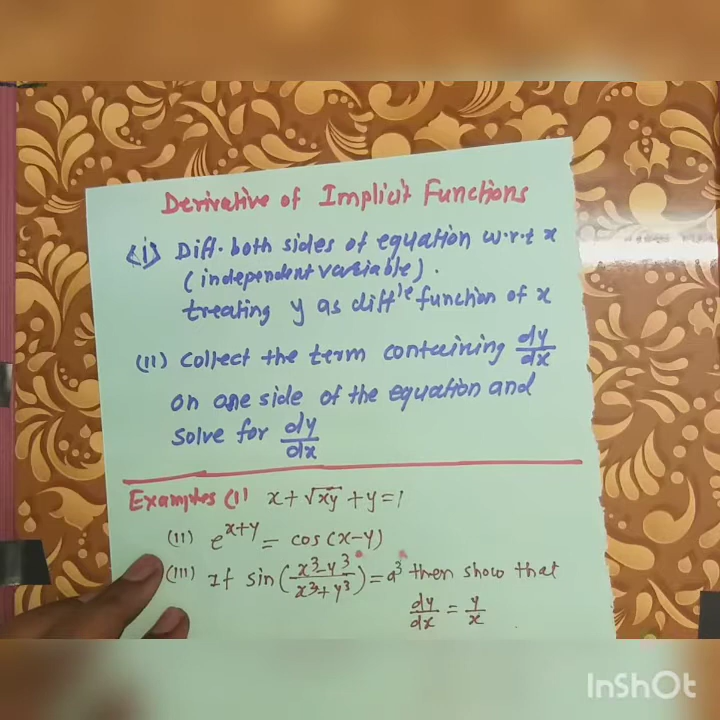 Derivative of Implicit Functions
(i) Diff. both sides of equation w.r.t x
(independent variable).
treating y as diff'le function of x
(II) Collect the term containing dy/dx
on one side of the equation and
solve for dy/dx
Examples (I) x + √xy + y = 1
(II) e^(x+y) = cos(x-y)
(III) If sin((x³-y³)/(x³+y³)) = a³ then show that
dy/dx = y/x
InShOt